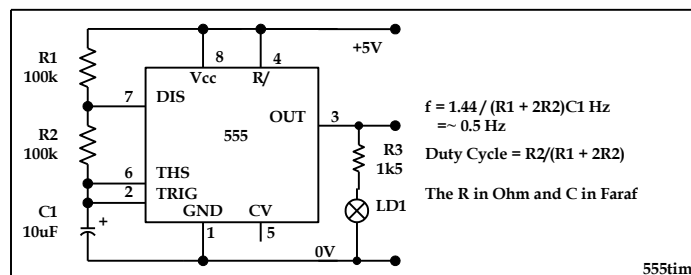 +5V
R1
100k
8
4
Vcc
R/
7
DIS
OUT
3
f = 1.44 / (R1 + 2R2)C1 Hz
=~ 0.5 Hz
R2
100k
555
R3
1k5
Duty Cycle = R2/(R1 + 2R2)
6
THS
2
TRIG
The R in Ohm and C in Faraf
C1
10uF
+
GND
CV
LD1
1
5
0V
555tim